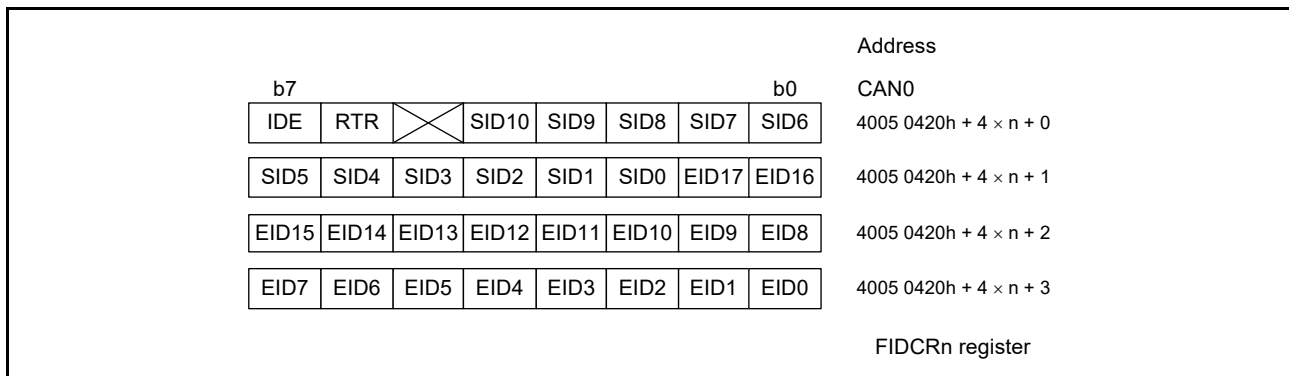 Address
b7 b0 CAN0
IDE RTR SID10 SID9 SID8 SID7 SID6 4005 0420h + 4 × n + 0
SID5 SID4 SID3 SID2 SID1 SID0 EID17 EID16 4005 0420h + 4 × n + 1
EID15 EID14 EID13 EID12 EID11 EID10 EID9 EID8 4005 0420h + 4 × n + 2
EID7 EID6 EID5 EID4 EID3 EID2 EID1 EID0 4005 0420h + 4 × n + 3
FIDCRn register